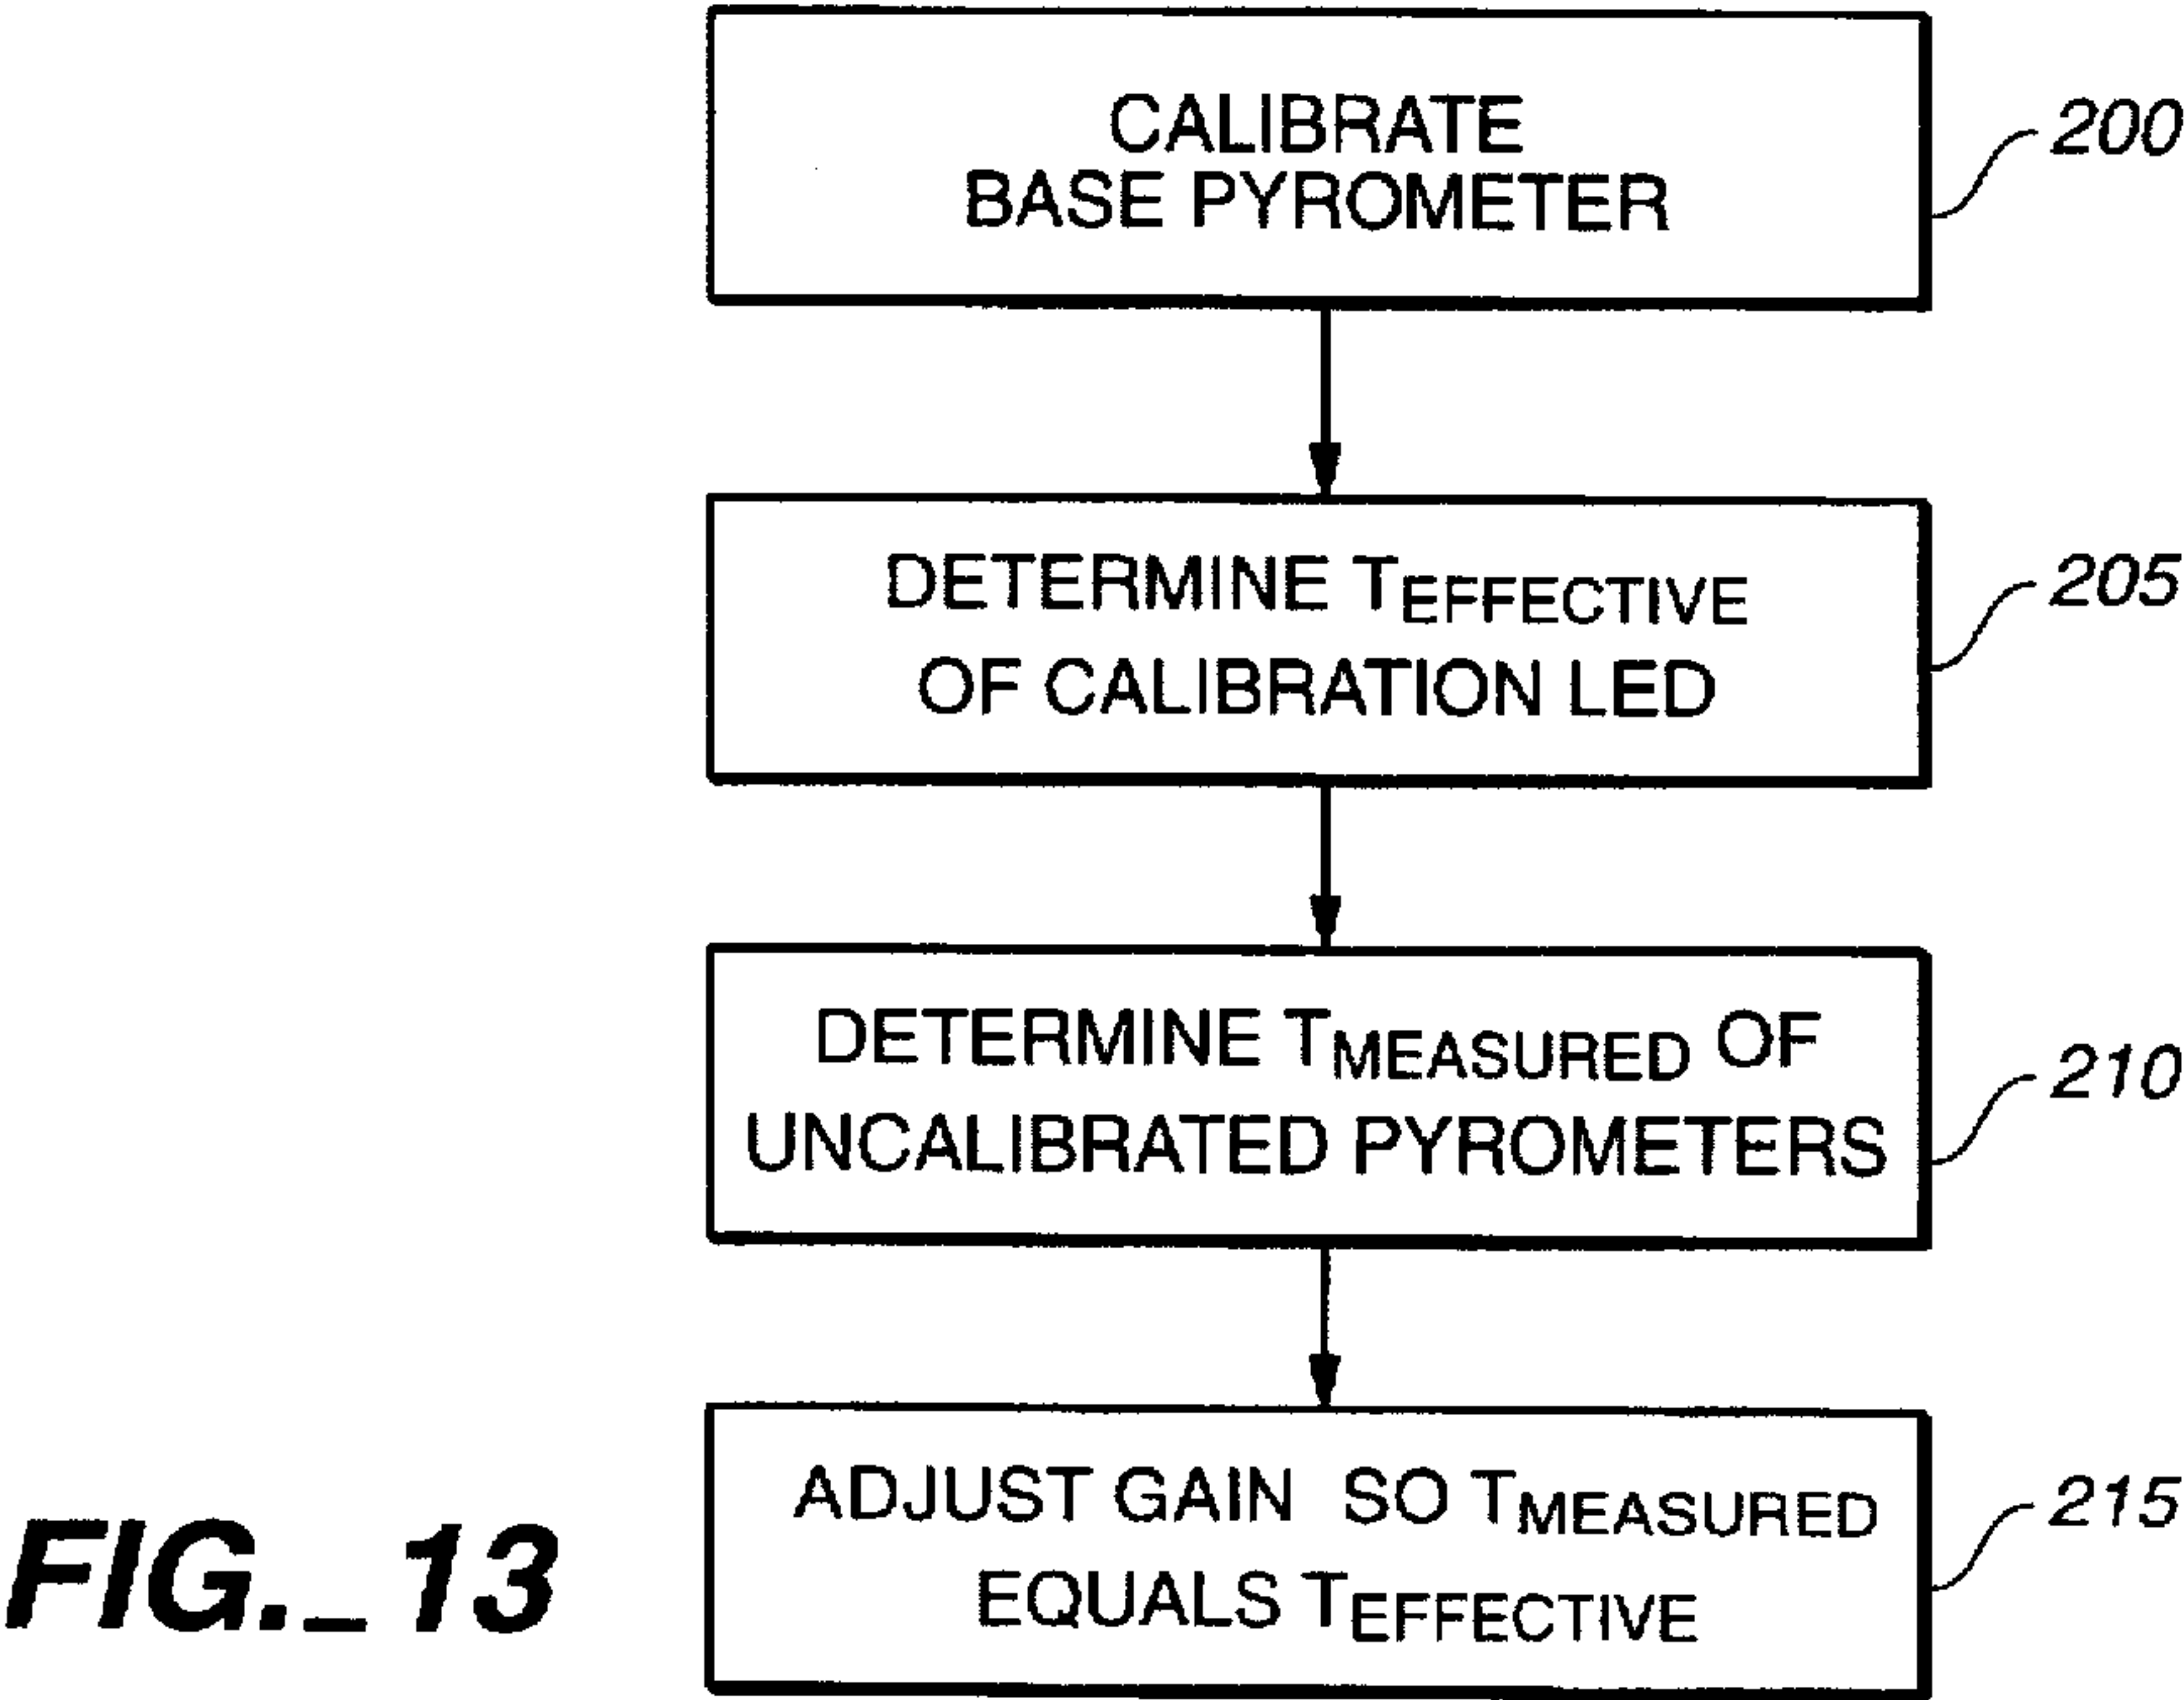 CALIBRATE
BASE PYROMETER
200
DETERMINE TEFFECTIVE
OF CALIBRATION LED
205
DETERMINE TMEASURED OF
UNCALIBRATED PYROMETERS
210
ADJUST GAIN SO TMEASURED
EQUALS TEFFECTIVE
215
FIG._13